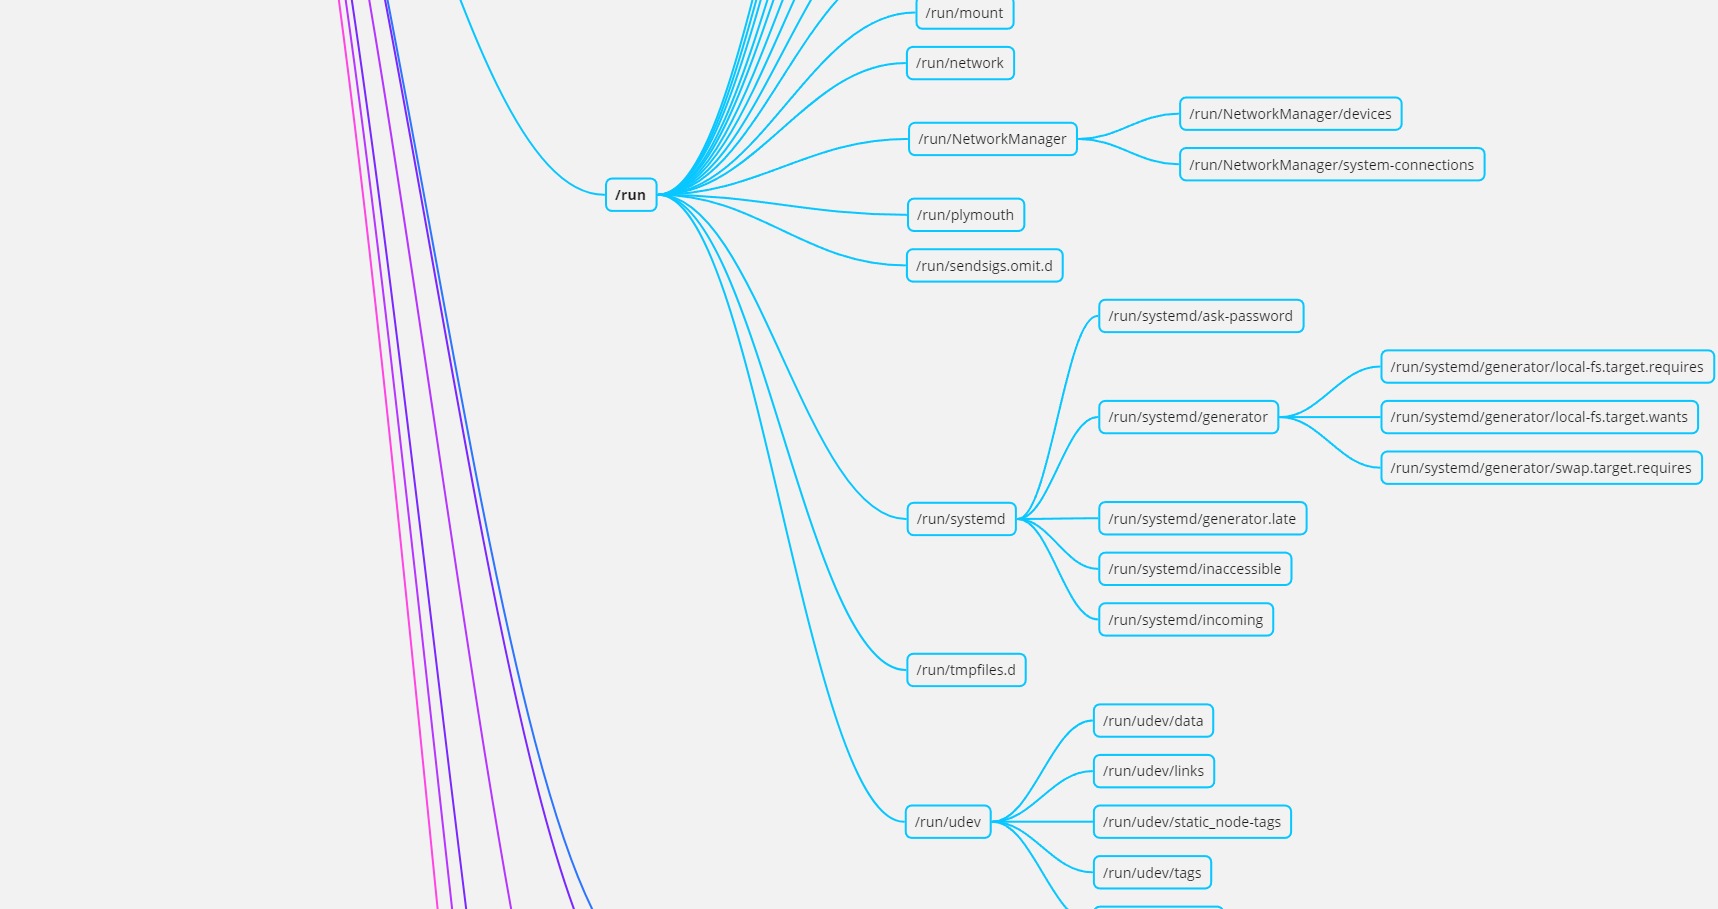 /run/mount
/run/network
/run/NetworkManager/devices
/run/NetworkManager
/run/NetworkManager/system-connections
/run
/run/plymouth
/run/sendsigs.omit.d
/run/systemd/ask-password
/run/systemd/generator/local-fs.target.requires
/run/systemd/generator
/run/systemd/generator/local-fs.target.wants
/run/systemd/generator/swap.target.requires
/run/systemd
/run/systemd/generator.late
/run/systemd/inaccessible
/run/systemd/incoming
/run/tmpfiles.d
/run/udev/data
/run/udev/links
/run/udev
/run/udev/static_node-tags
/run/udev/tags